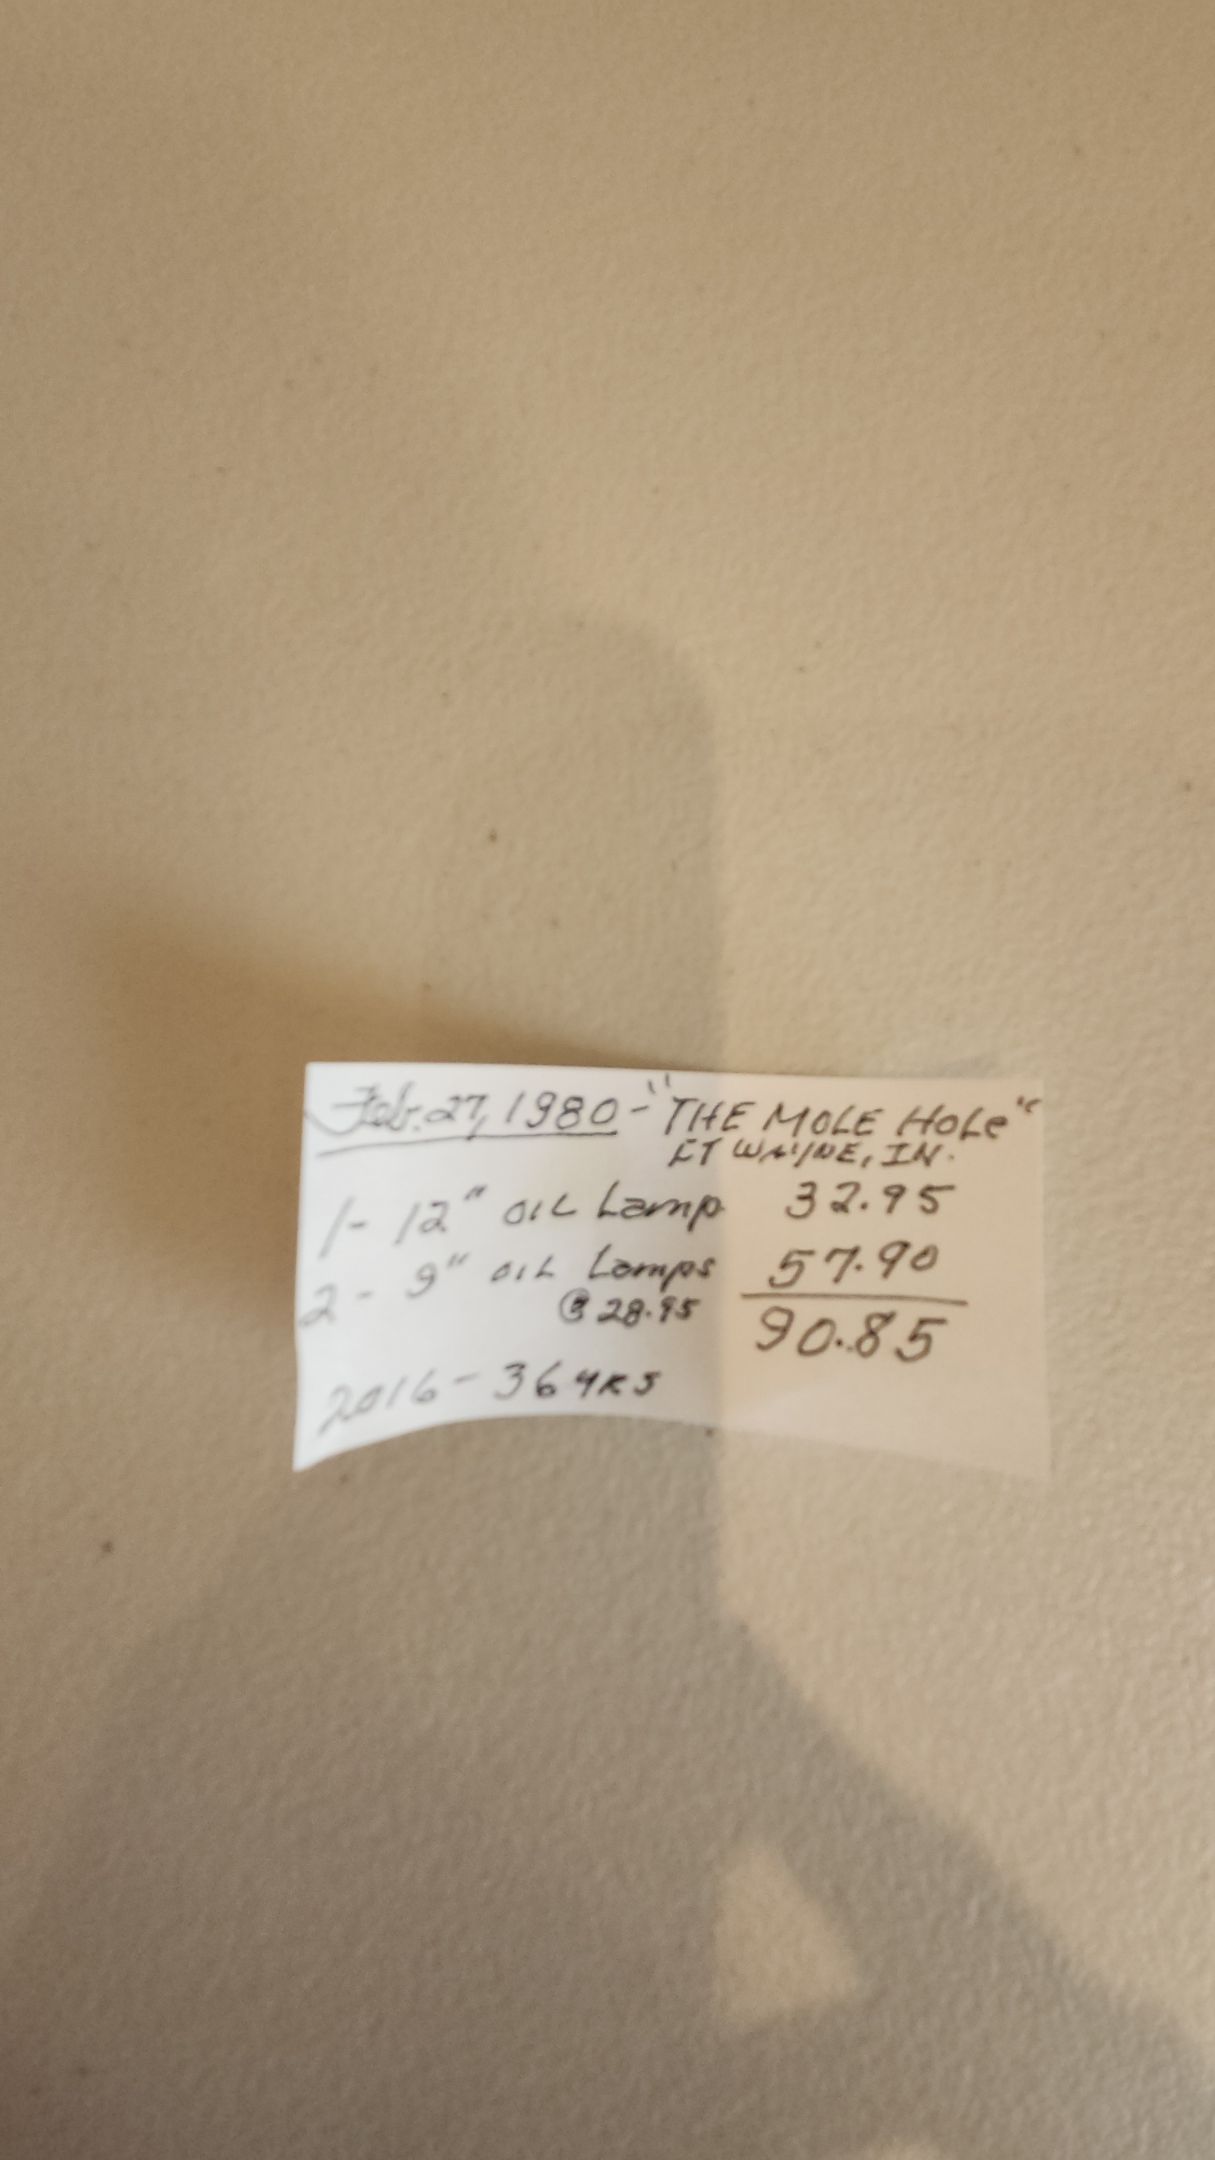 Feb. 27, 1980 - "THE MOLE HOLE"
FT WAYNE, IN.
1 - 12" OIL Lamp 32.95
2 - 9" OIL Lamps 57.90
@ 28.95 90.85
2016 - 36 YRS